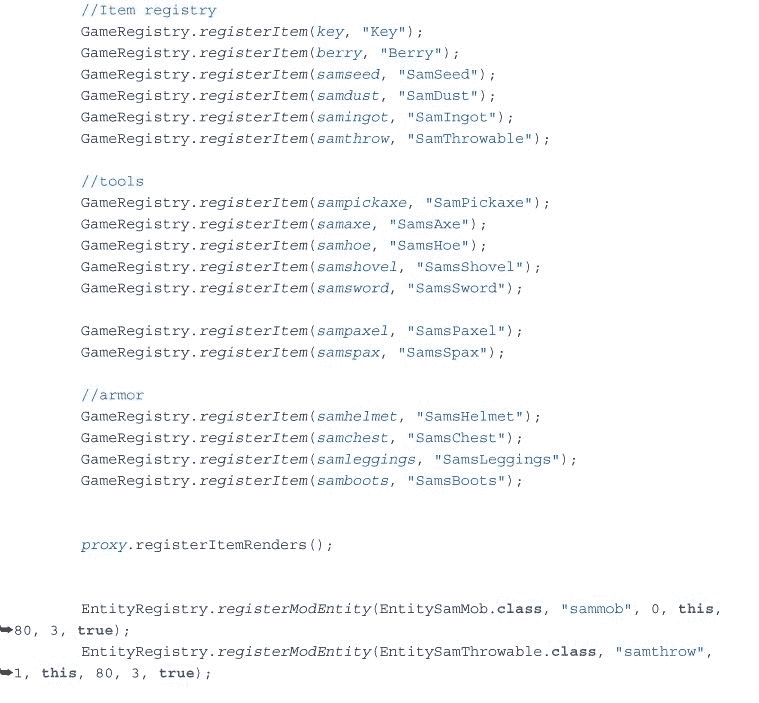 //Item registry
GameRegistry.registerItem(key, "Key");
GameRegistry.registerItem(berry, "Berry");
GameRegistry.registerItem(samseed, "SamSeed");
GameRegistry.registerItem(samdust, "SamDust");
GameRegistry.registerItem(samingot, "SamIngot");
GameRegistry.registerItem(samthrow, "SamThrowable");
//tools
GameRegistry.registerItem(sampickaxe, "SamPickaxe");
GameRegistry.registerItem(samaxe, "SamsAxe");
GameRegistry.registerItem(samhoe, "SamsHoe");
GameRegistry.registerItem(samshovel, "SamsShovel");
GameRegistry.registerItem(samsword, "SamsSword");
GameRegistry.registerItem(sampaxel, "SamsPaxel");
GameRegistry.registerItem(samspax, "SamsSpax");
//armor
GameRegistry.registerItem(samhelmet, "SamsHelmet");
GameRegistry.registerItem(samchest, "SamsChest");
GameRegistry.registerItem(samleggings, "SamsLeggings");
GameRegistry.registerItem(samboots, "SamsBoots");
proxy.registerItemRenders();
EntityRegistry.registerModEntity(EntitySamMob.class, "sammob", 0, this,
➥80, 3, true);
EntityRegistry.registerModEntity(EntitySamThrowable.class, "samthrow",
➥1, this, 80, 3, true);